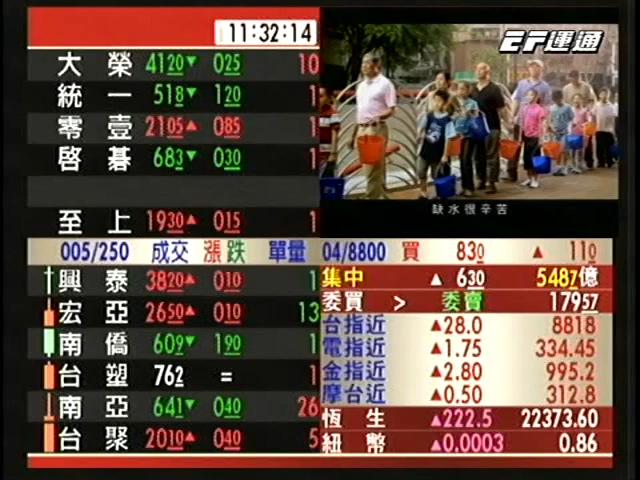 11:32:14
EF運通
大榮 4120▼ 025 10
統一 518▼ 120 1
零壹 2105▲ 085 1
啓碁 683▼ 030 1
至上 1930▲ 015 1
缺水很辛苦
005/250 成交 漲跌 單量 04/8800 買 830 ▲ 110
興泰 3820▲ 010 1
集中 ▲ 630 5487億
宏亞 2650▲ 010 13
委買 > 委賣 17957
南僑 609▼ 190 1
台指近 ▲28.0 8818
電指近 ▲1.75 334.45
台塑 762 = 1
金指近 ▲2.80 995.2
南亞 641▼ 040 26
摩台近 ▲0.50 312.8
台聚 2010▲ 040 5
恆生 ▲222.5 22373.60
紐幣 ▲0.0003 0.86